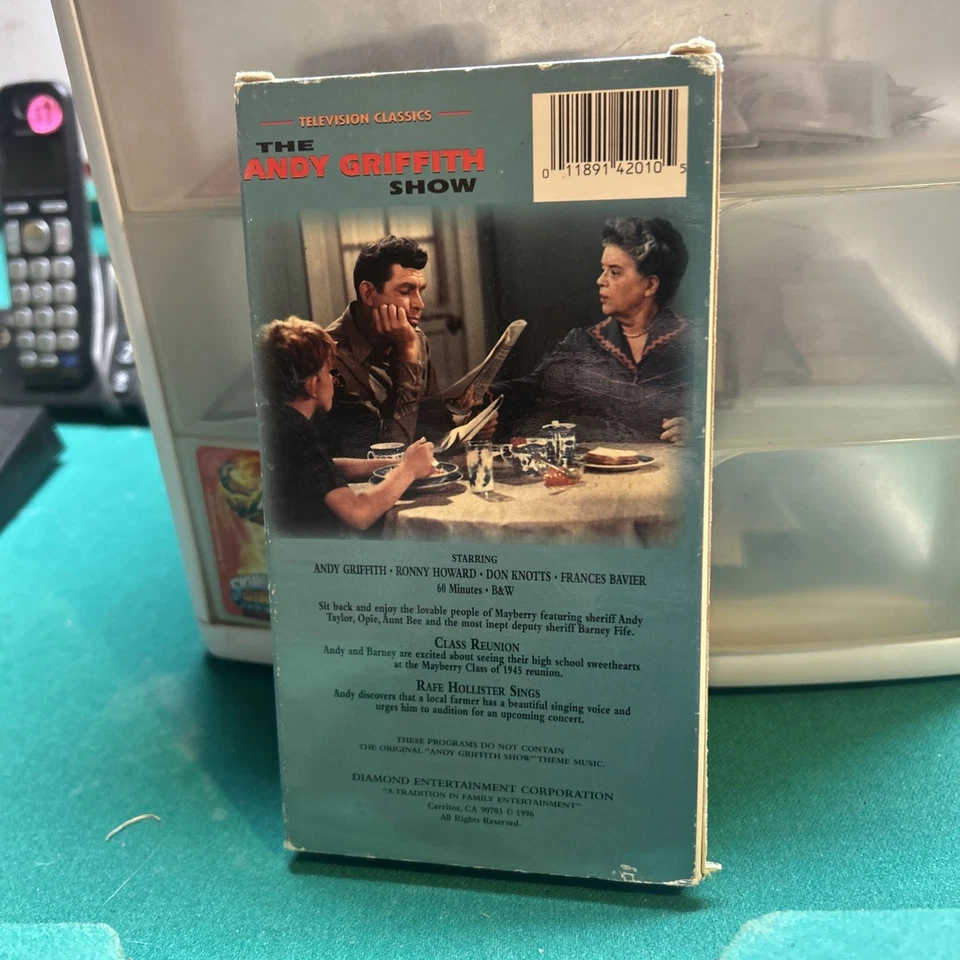 TELEVISION CLASSICS
THE
ANDY GRIFFITH
SHOW
0 11891 42010 5
STARRING
ANDY GRIFFITH • RONNY HOWARD • DON KNOTTS • FRANCES BAVIER
60 Minutes • B&W
Sit back and enjoy the lovable people of Mayberry featuring sheriff Andy
Taylor, Opie, Aunt Bee and the most inept deputy sheriff Barney Fife.
CLASS REUNION
Andy and Barney are excited about seeing their high school sweethearts
at the Mayberry Class of 1945 reunion.
RAFE HOLLISTER SINGS
Andy discovers that a local farmer has a beautiful singing voice and
urges him to audition for an upcoming concert.
THESE PROGRAMS DO NOT CONTAIN
THE ORIGINAL "ANDY GRIFFITH SHOW" THEME MUSIC.
DIAMOND ENTERTAINMENT CORPORATION
"A TRADITION IN FAMILY ENTERTAINMENT"
Cerritos, CA 90703 © 1996
All Rights Reserved.